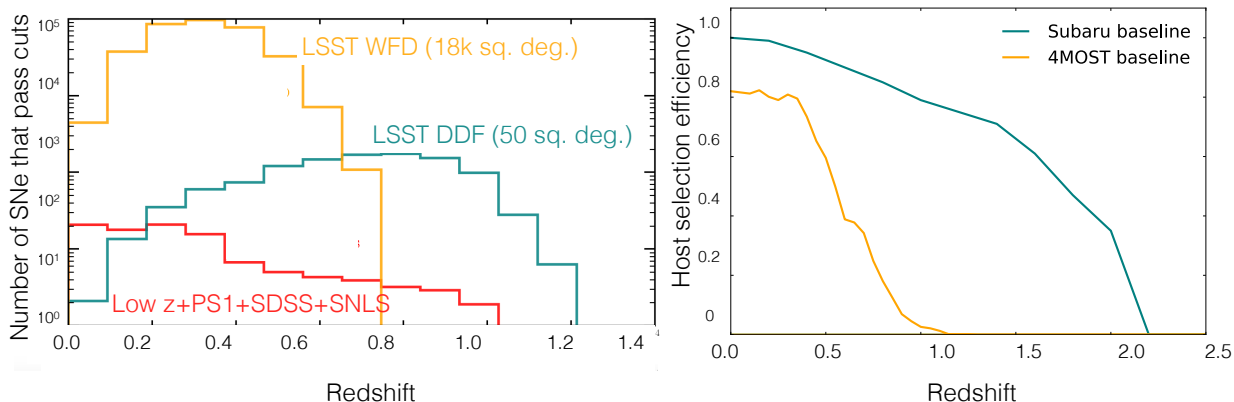 Number of SNe that pass cuts
10⁵
10⁴
10³
10²
10¹
10⁰
LSST WFD (18k sq. deg.)
LSST DDF (50 sq. deg.)
Low z+PS1+SDSS+SNLS
0.0 0.2 0.4 0.6 0.8 1.0 1.2 1.4
Redshift
Host selection efficiency
1.0
0.8
0.6
0.4
0.2
0
Subaru baseline
4MOST baseline
0.0 0.5 1.0 1.5 2.0 2.5
Redshift